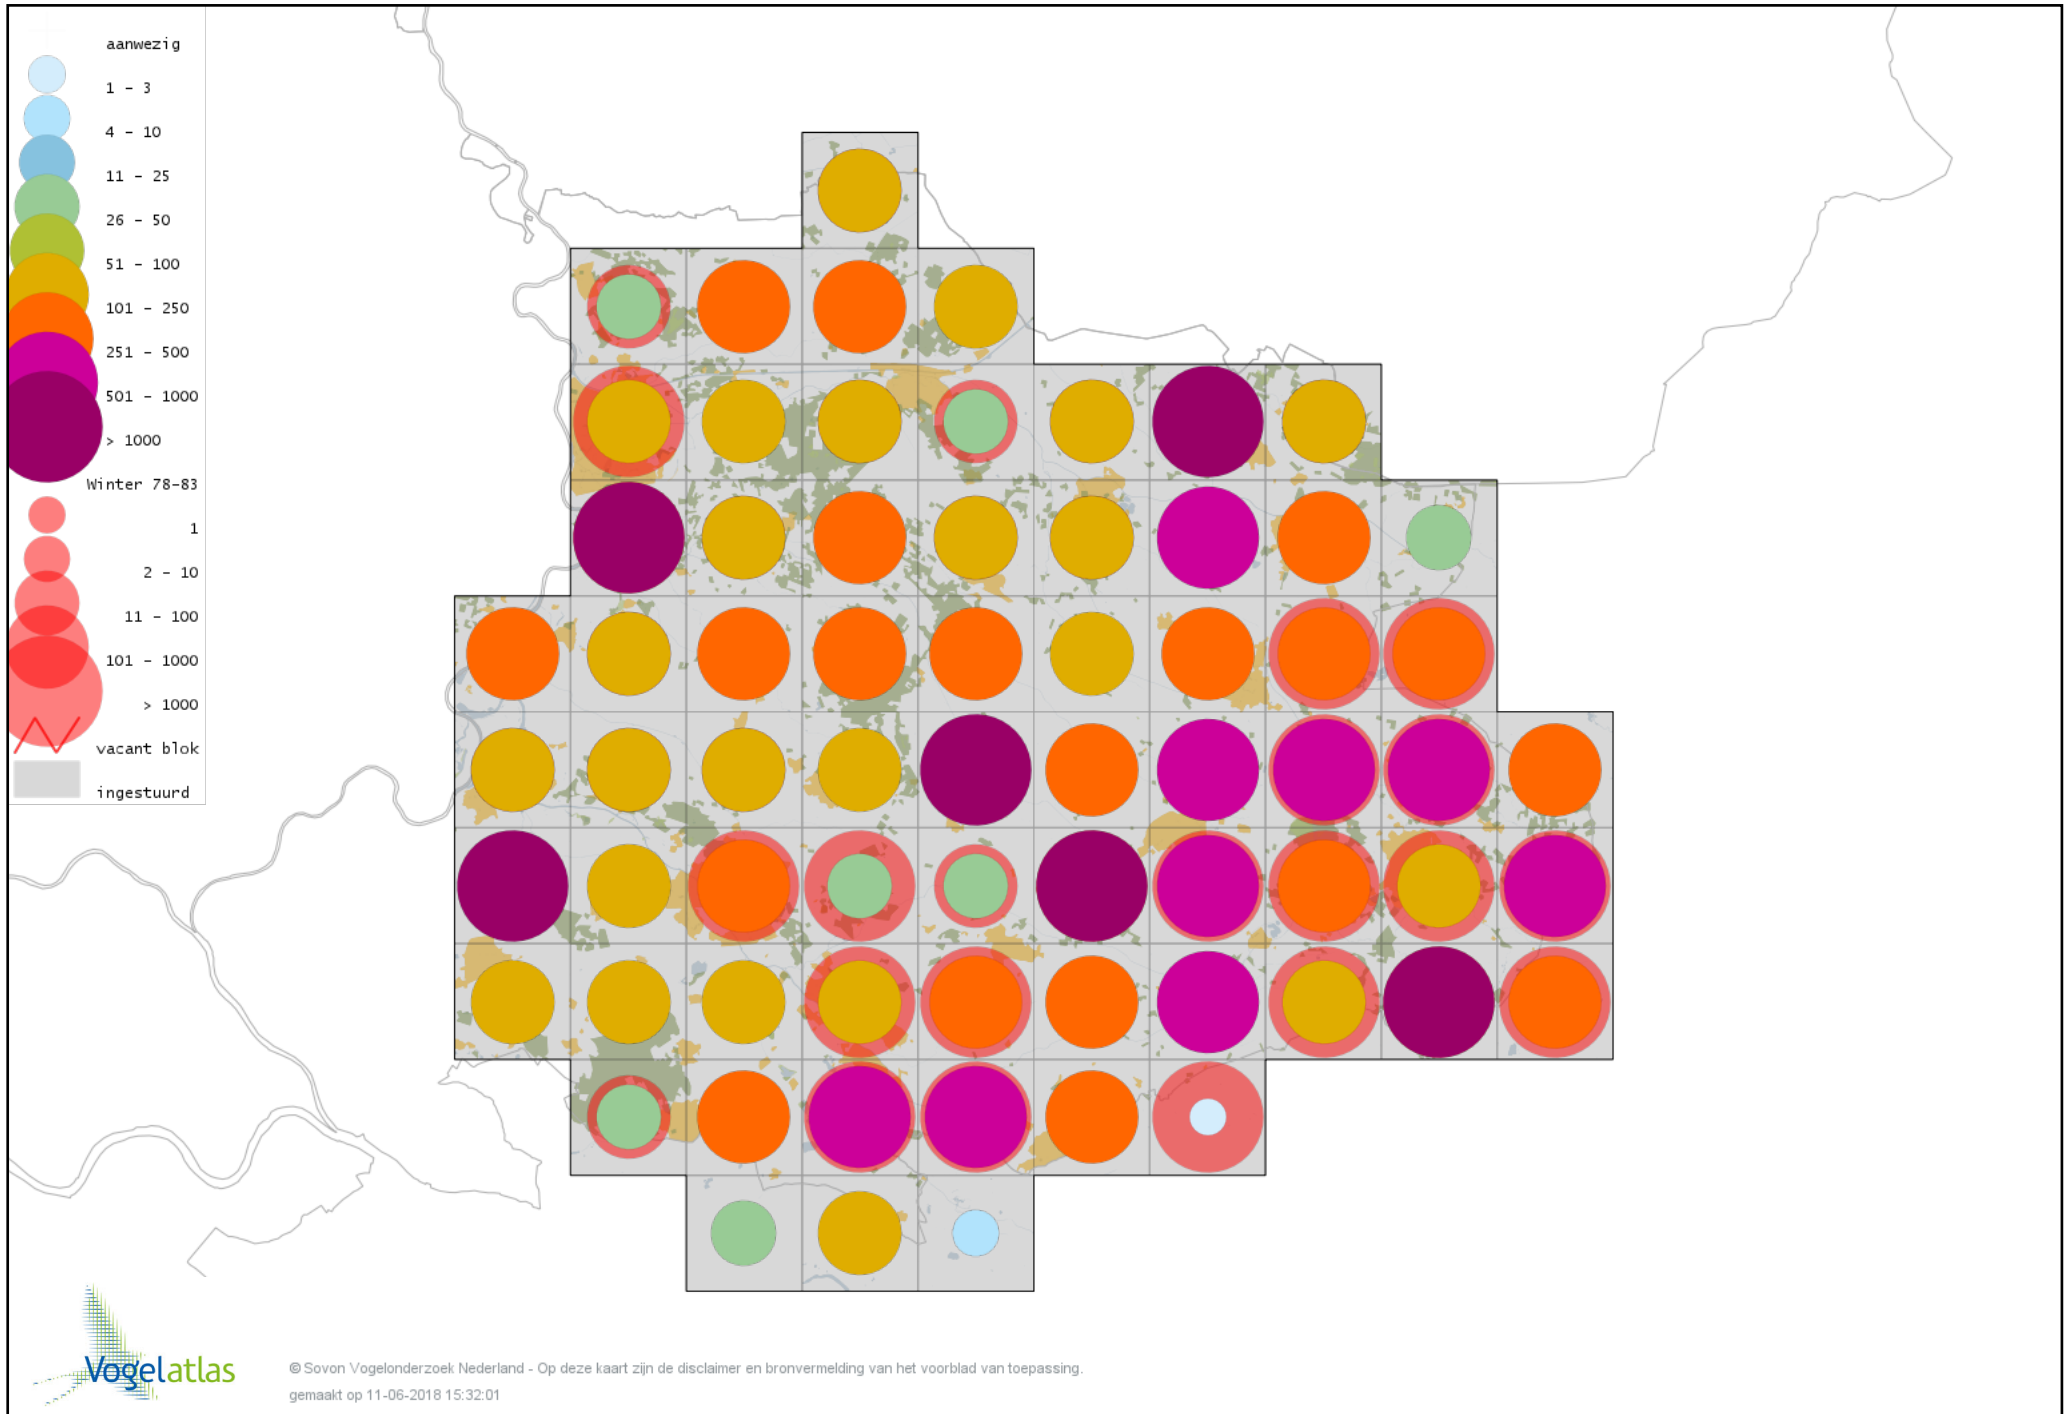 aanwezig
1 – 3
4 – 10
11 – 25
26 – 50
51 – 100
101 – 250
251 – 500
501 – 1000
> 1000
Winter 78-83
1
2 – 10
11 – 100
101 – 1000
> 1000
vacant blok
ingestuurd
Vogelatlas
© Sovon Vogelonderzoek Nederland - Op deze kaart zijn de disclaimer en bronvermelding van het voorblad van toepassing.
gemaakt op 11-06-2018 15:32:01